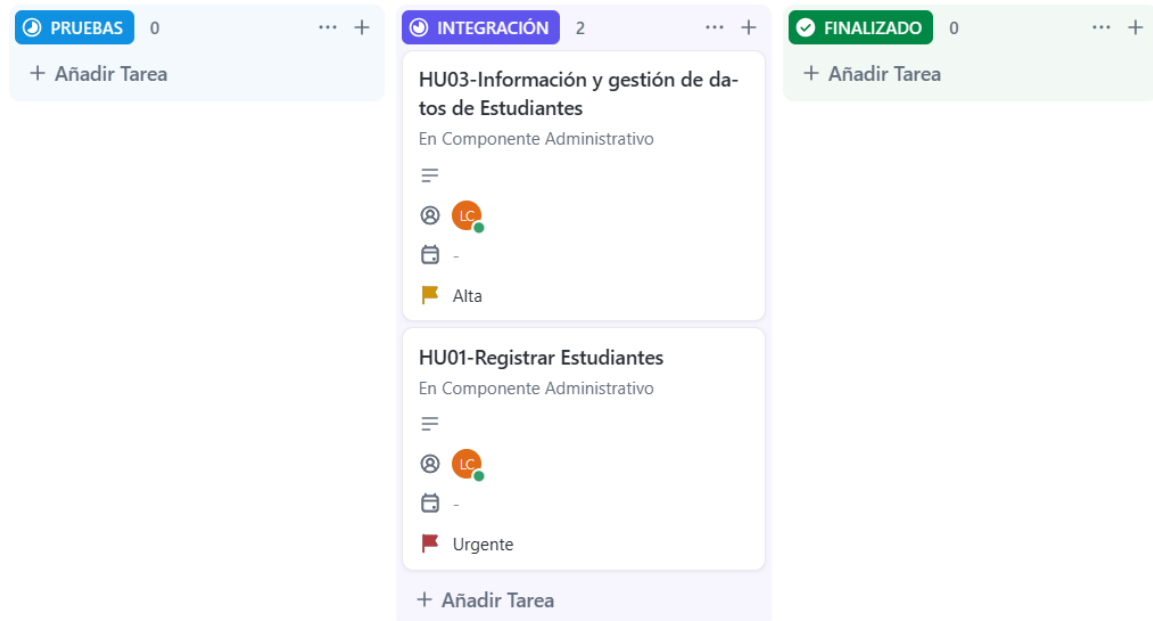 PRUEBAS 0
+ Añadir Tarea
INTEGRACIÓN 2
HU03-Información y gestión de da-
tos de Estudiantes
En Componente Administrativo
LC
-
Alta
HU01-Registrar Estudiantes
En Componente Administrativo
LC
-
Urgente
+ Añadir Tarea
FINALIZADO 0
+ Añadir Tarea